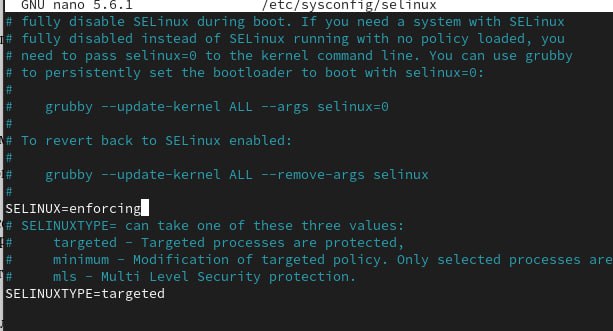 GNU nano 5.6.1 /etc/sysconfig/selinux
# fully disable SELinux during boot. If you need a system with SELinux
# fully disabled instead of SELinux running with no policy loaded, you
# need to pass selinux=0 to the kernel command line. You can use grubby
# to persistently set the bootloader to boot with selinux=0:
#
#    grubby --update-kernel ALL --args selinux=0
#
# To revert back to SELinux enabled:
#
#    grubby --update-kernel ALL --remove-args selinux
#
SELINUX=enforcing
# SELINUXTYPE= can take one of these three values:
#     targeted - Targeted processes are protected,
#     minimum - Modification of targeted policy. Only selected processes are
#     mls - Multi Level Security protection.
SELINUXTYPE=targeted